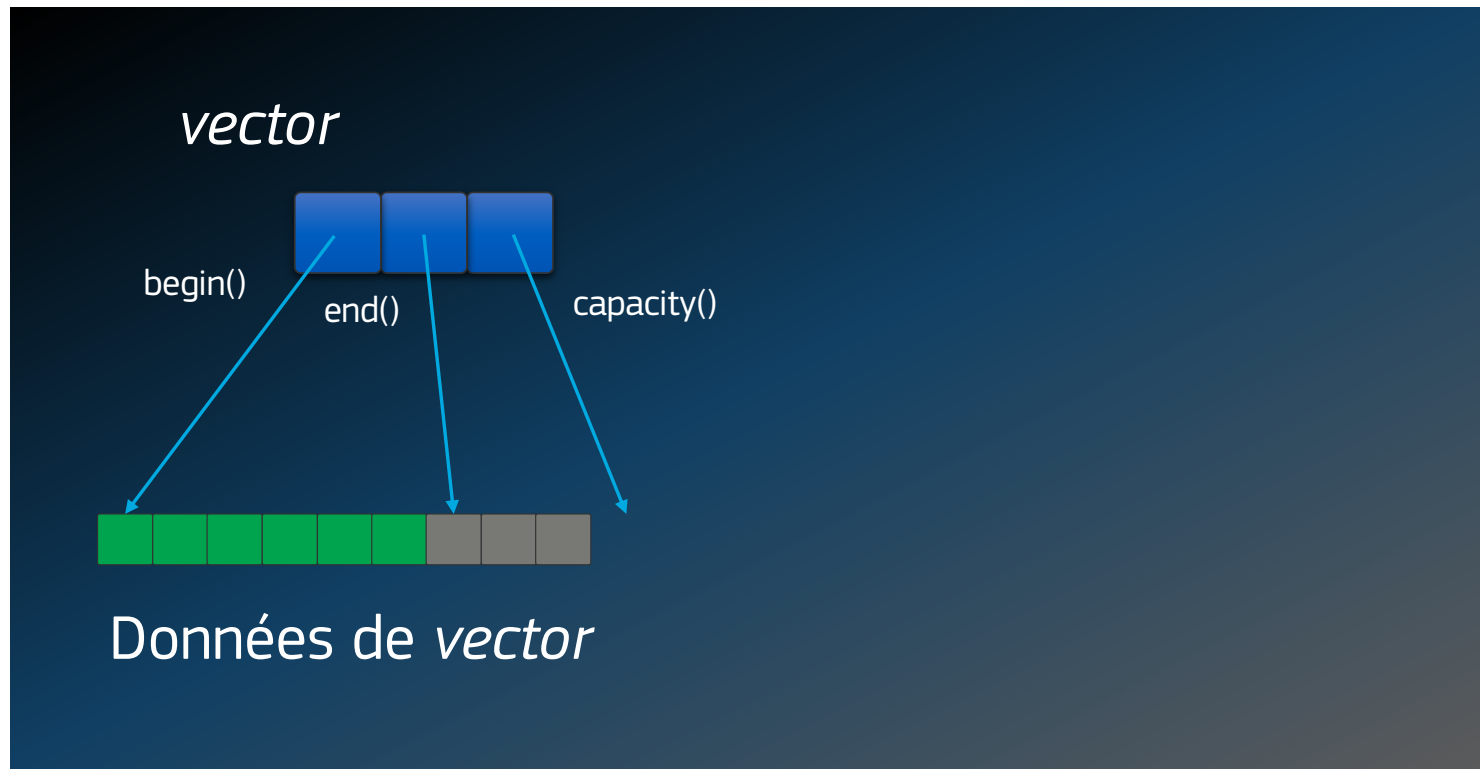 vector
begin()
end()
capacity()
Données de vector